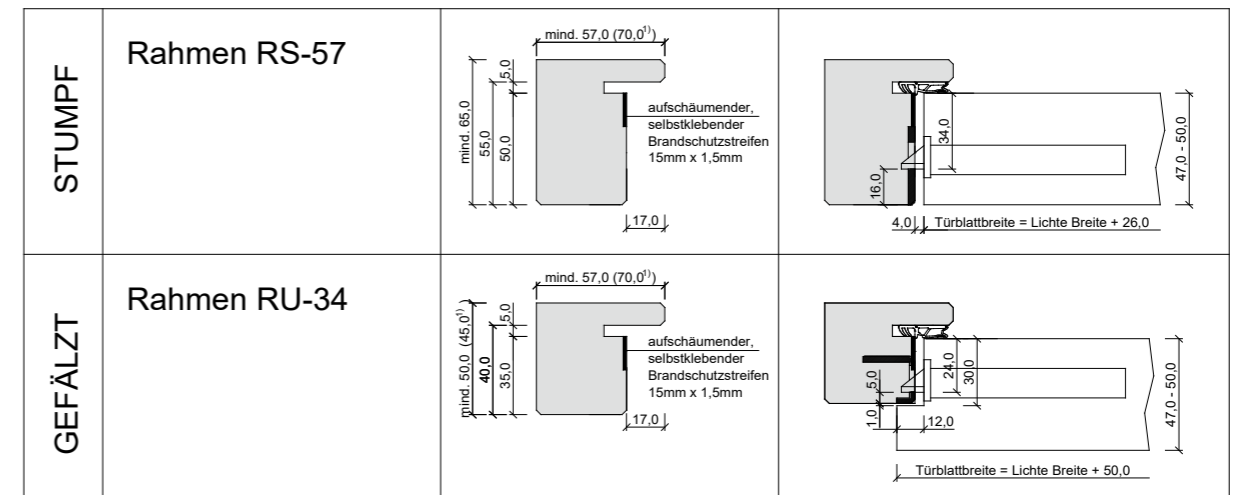 STUMPF
Rahmen RS-57
mind. 57,0 (70,0¹⁾)
5,0
mind. 65,0
55,0
50,0
aufschäumender,
selbstklebender
Brandschutzstreifen
15mm x 1,5mm
17,0
34,0
16,0
47,0 - 50,0
4,0
Türblattbreite = Lichte Breite + 26,0
GEFÄLZT
Rahmen RU-34
mind. 57,0 (70,0¹⁾)
5,0
mind. 50,0 (45,0¹⁾)
40,0
35,0
aufschäumender,
selbstklebender
Brandschutzstreifen
15mm x 1,5mm
17,0
5,0
24,0
30,0
1,0
12,0
47,0 - 50,0
Türblattbreite = Lichte Breite + 50,0